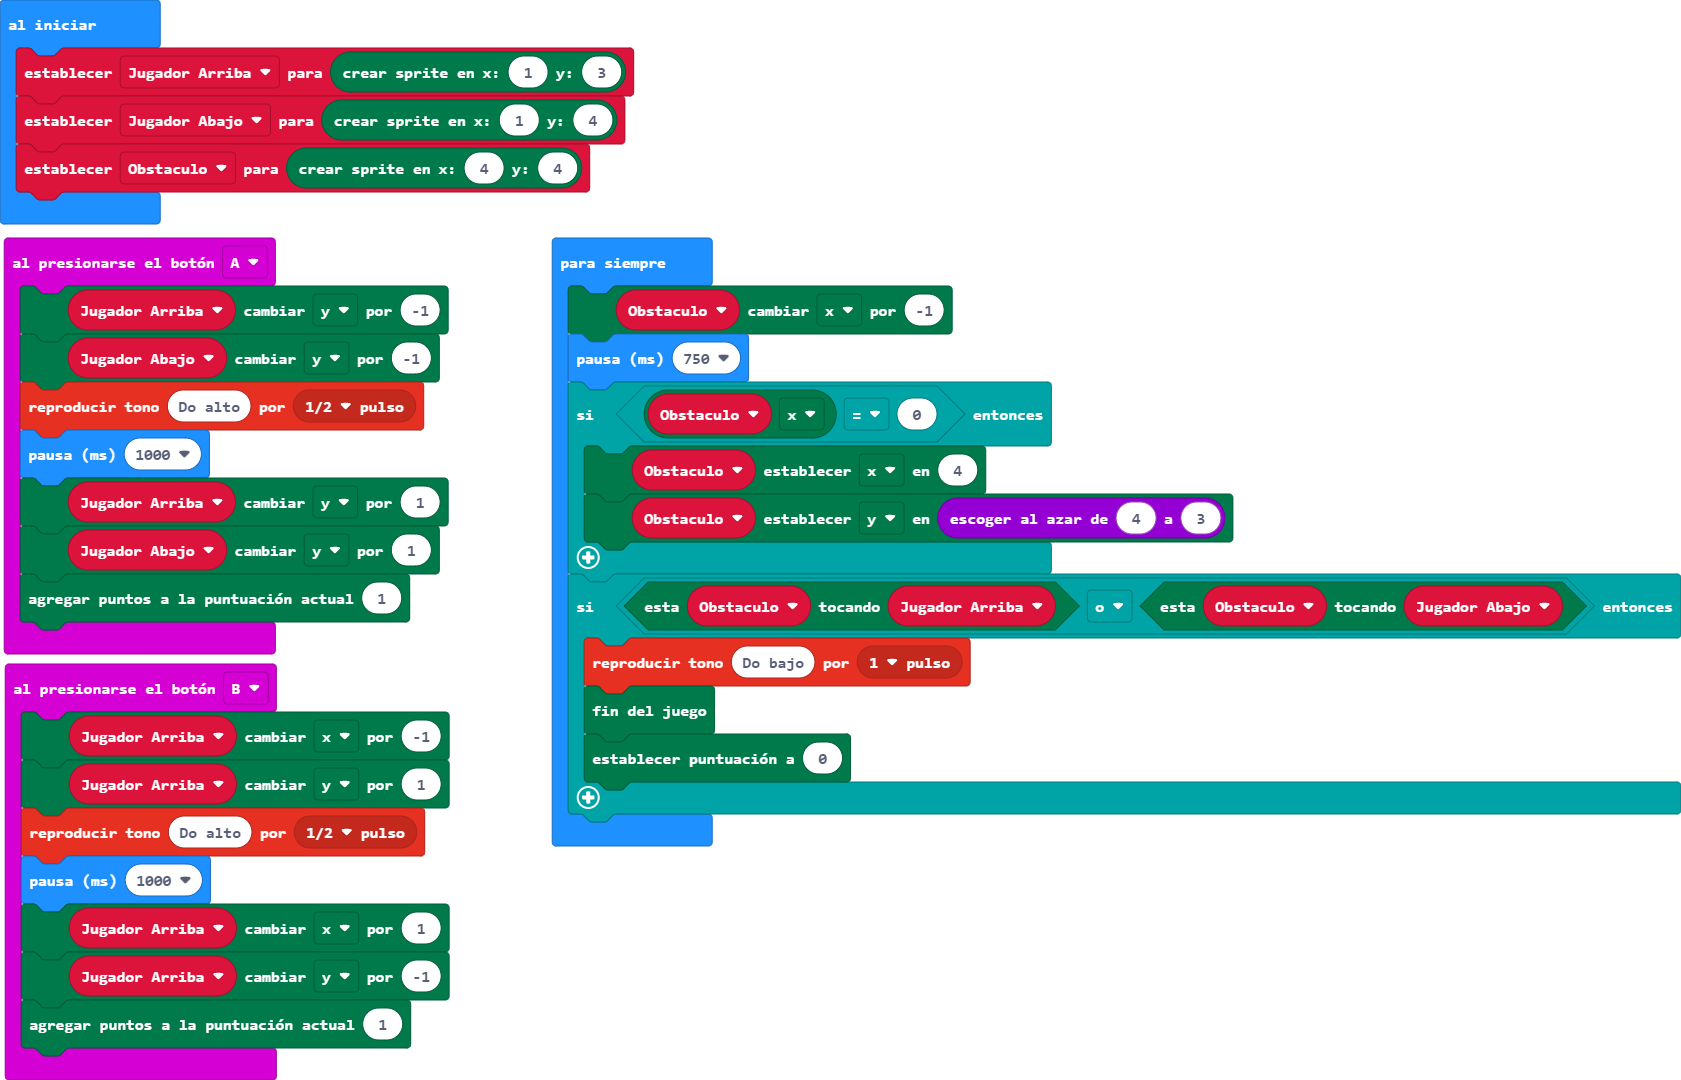 al iniciar
establecer Jugador Arriba para crear sprite en x: 1 y: 3
establecer Jugador Abajo para crear sprite en x: 1 y: 4
establecer Obstaculo para crear sprite en x: 4 y: 4
al presionarse el botón A
Jugador Arriba cambiar y por -1
Jugador Abajo cambiar y por -1
reproducir tono Do alto por 1/2 pulso
pausa (ms) 1000
Jugador Arriba cambiar y por 1
Jugador Abajo cambiar y por 1
agregar puntos a la puntuación actual 1
al presionarse el botón B
Jugador Arriba cambiar x por -1
Jugador Arriba cambiar y por 1
reproducir tono Do alto por 1/2 pulso
pausa (ms) 1000
Jugador Arriba cambiar x por 1
Jugador Arriba cambiar y por -1
agregar puntos a la puntuación actual 1
para siempre
Obstaculo cambiar x por -1
pausa (ms) 750
si Obstaculo x = 0 entonces
Obstaculo establecer x en 4
Obstaculo establecer y en escoger al azar de 4 a 3
si esta Obstaculo tocando Jugador Arriba o esta Obstaculo tocando Jugador Abajo entonces
reproducir tono Do bajo por 1 pulso
fin del juego
establecer puntuación a 0